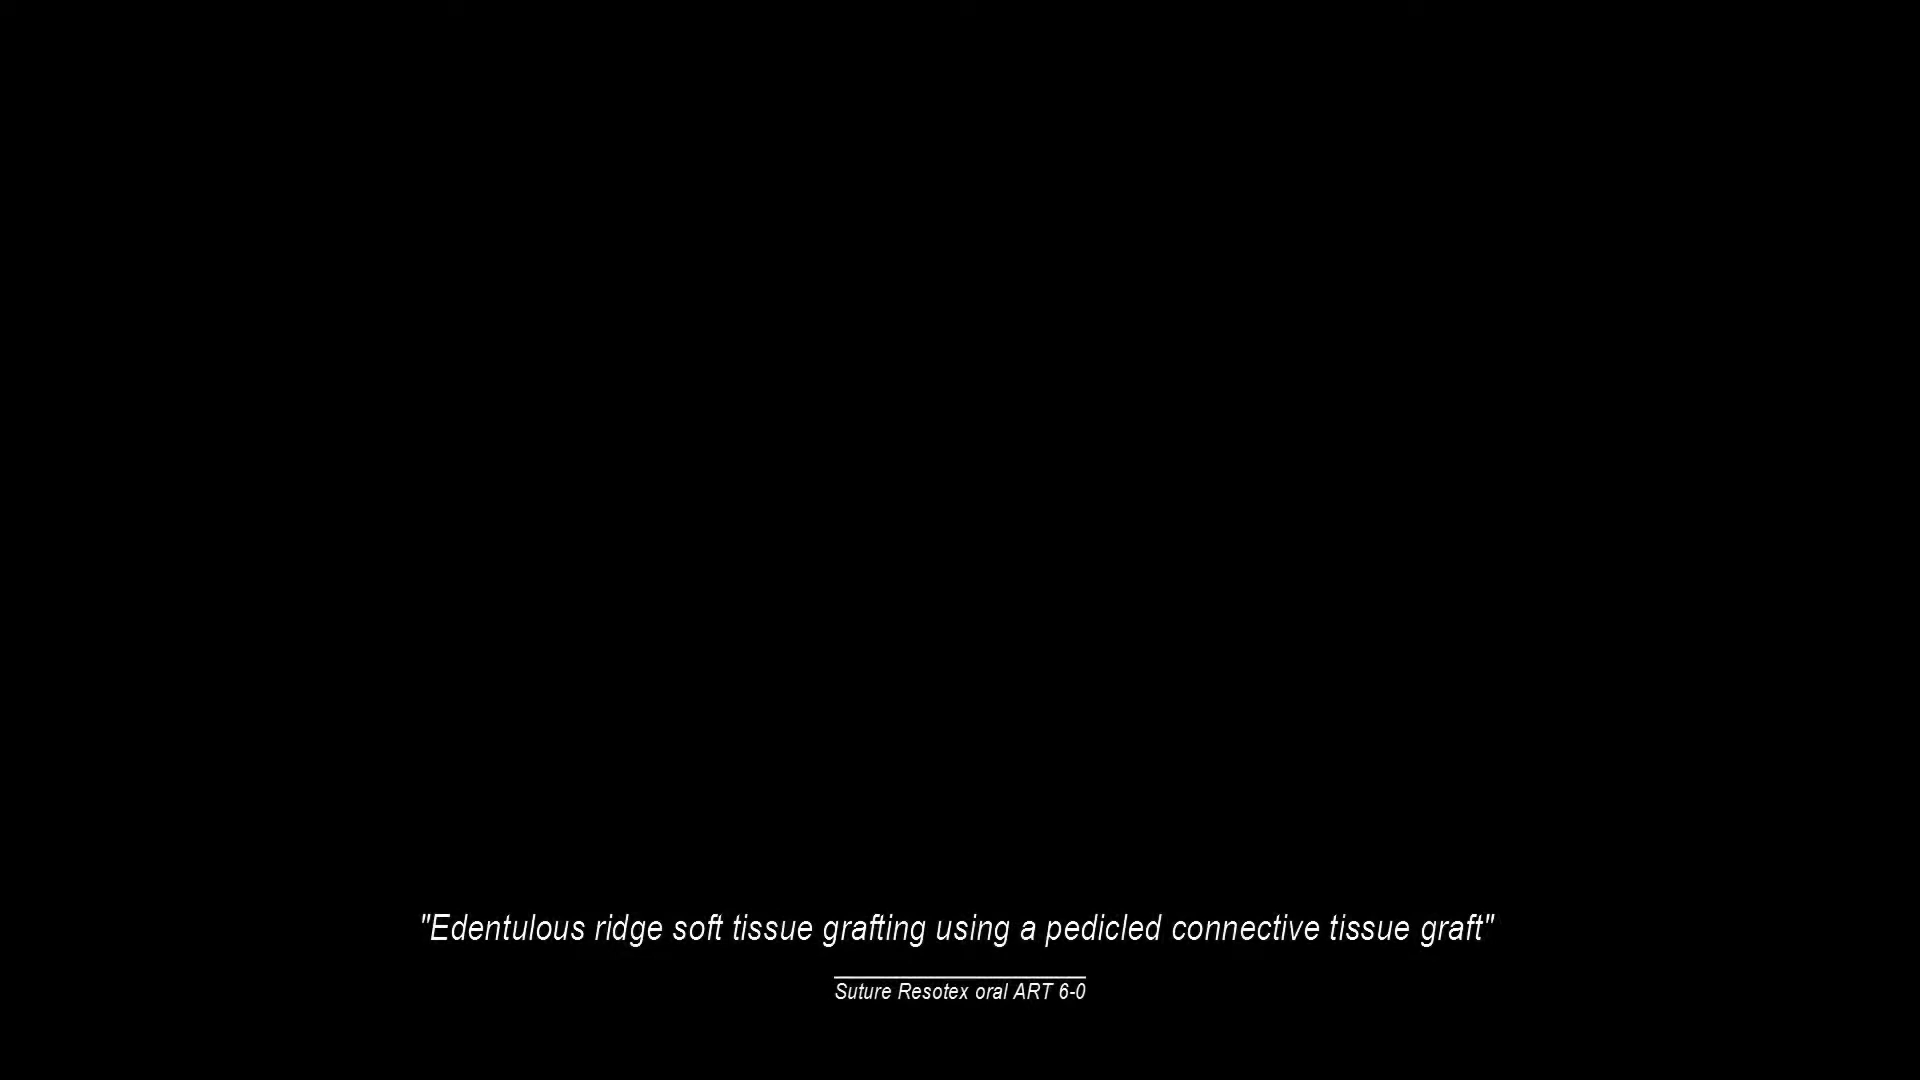 "Edentulous ridge soft tissue grafting using a pedicled connective tissue graft"
Suture Resotex oral ART 6-0